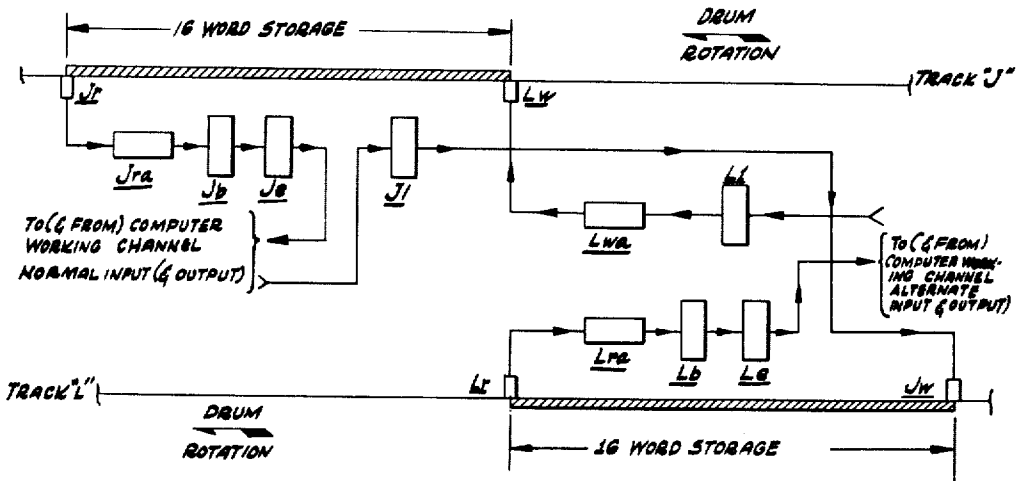 16 WORD STORAGE
DRUM
ROTATION
TRACK "J"
Jr
Lw
Jra
Jb
Je
J1
L1
Lwa
TO (& FROM) COMPUTER
WORKING CHANNEL
NORMAL INPUT (& OUTPUT)
TO (& FROM)
COMPUTER WORK-
ING CHANNEL
ALTERNATE
INPUT & OUTPUT)
Lra
Lb
Le
TRACK "L"
Lr
Jw
DRUM
ROTATION
16 WORD STORAGE